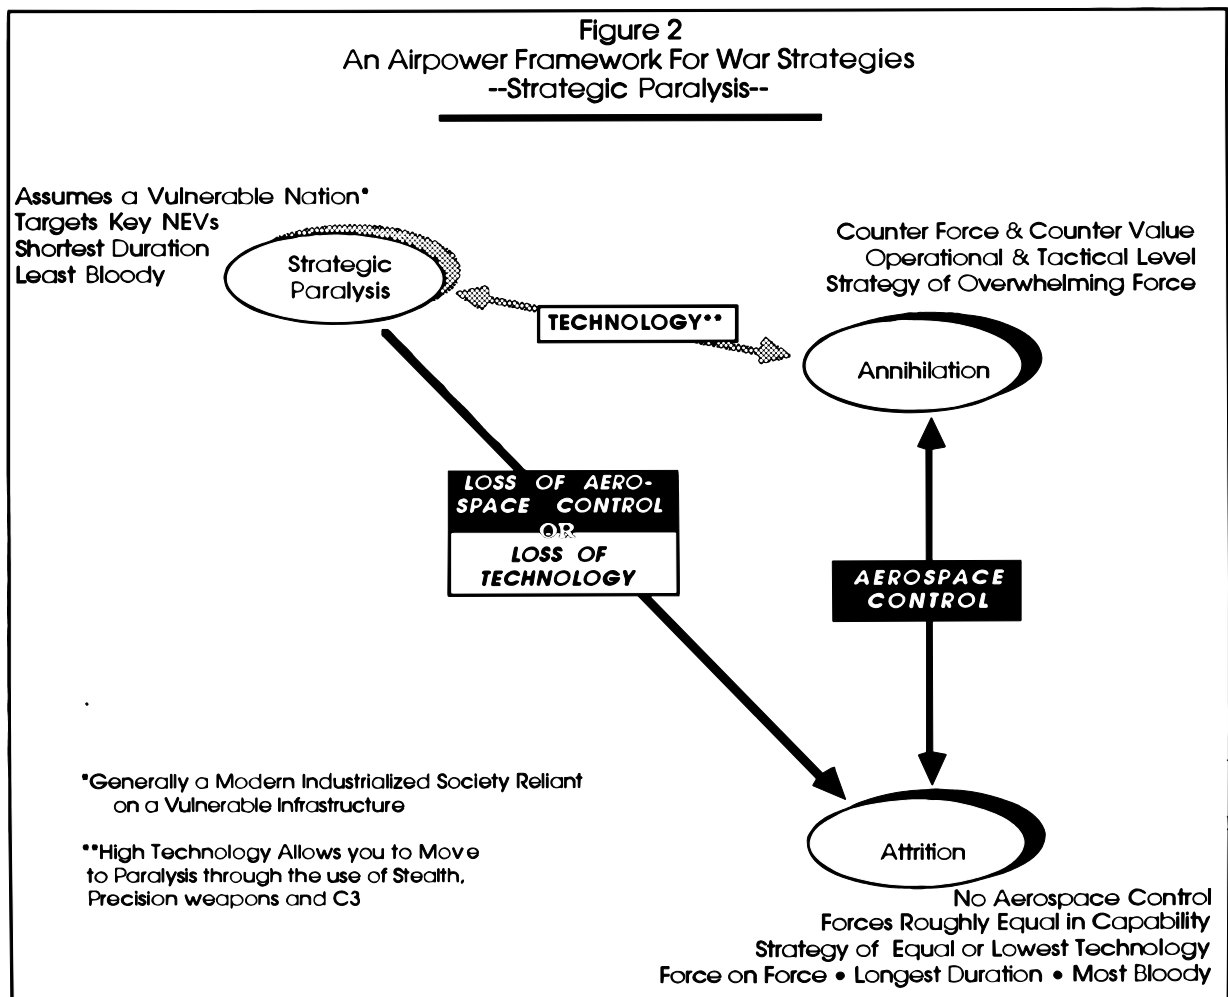 Figure 2
An Airpower Framework For War Strategies
--Strategic Paralysis--
Assumes a Vulnerable Nation*
Targets Key NEVs
Shortest Duration
Least Bloody
Strategic
Paralysis
Counter Force & Counter Value
Operational & Tactical Level
Strategy of Overwhelming Force
TECHNOLOGY**
Annihilation
LOSS OF AERO-
SPACE CONTROL
OR
LOSS OF
TECHNOLOGY
AEROSPACE
CONTROL
*Generally a Modern Industrialized Society Reliant
on a Vulnerable Infrastructure
**High Technology Allows you to Move
to Paralysis through the use of Stealth,
Precision weapons and C3
Attrition
No Aerospace Control
Forces Roughly Equal in Capability
Strategy of Equal or Lowest Technology
Force on Force • Longest Duration • Most Bloody